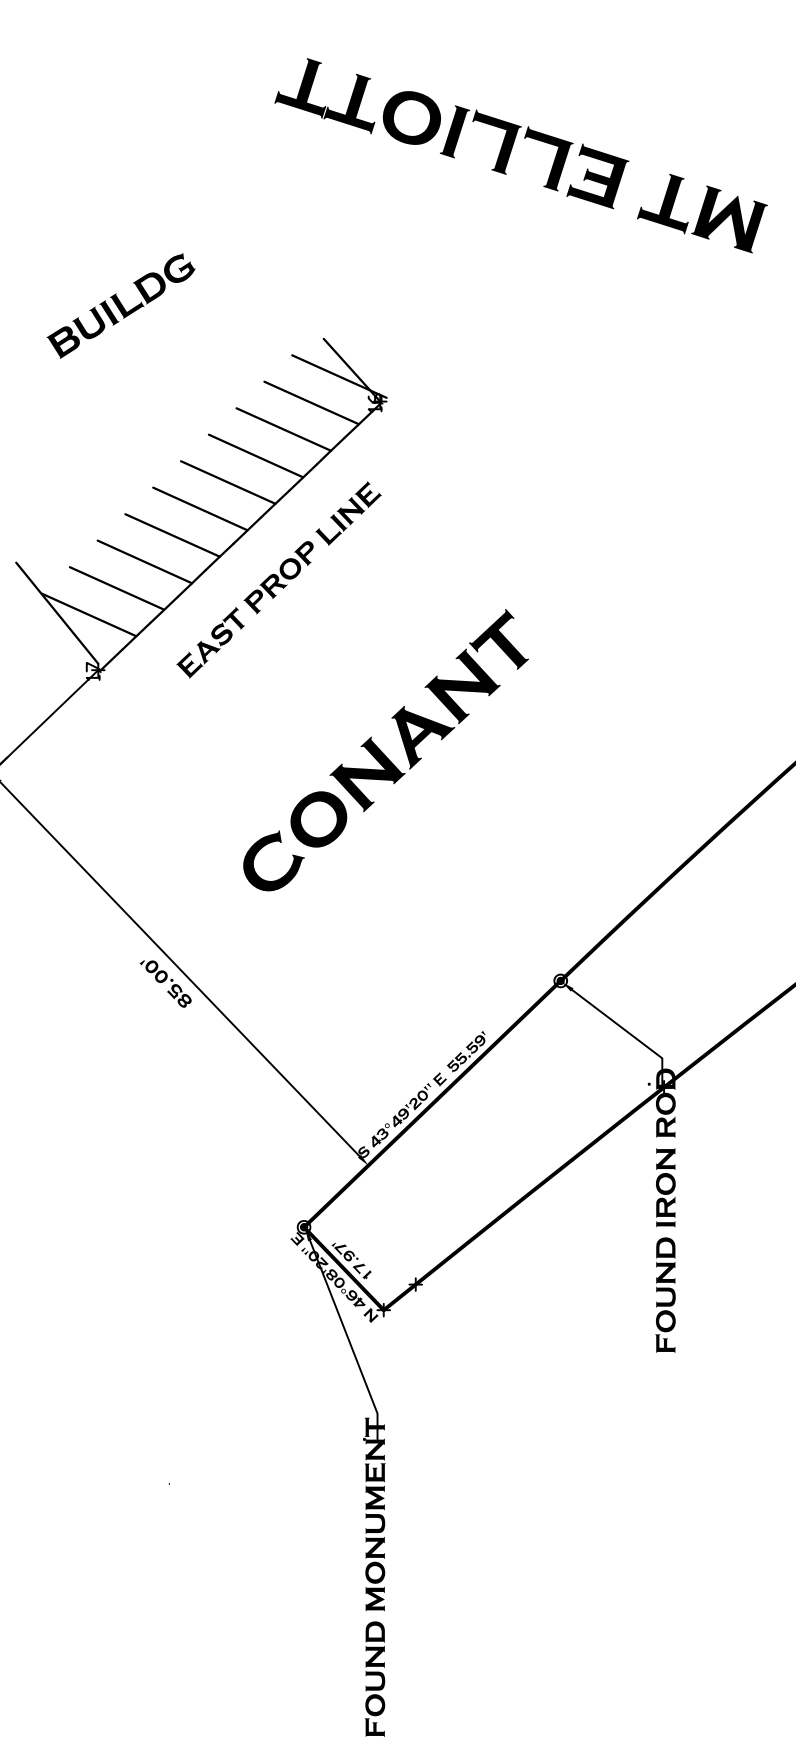 MT ELLIOTT
BUILDG
EAST PROP LINE
CONANT
85.00'
S 43°49'20" E 55.59'
17.97'
N 46°08'20" E
FOUND IRON ROD
FOUND MONUMENT